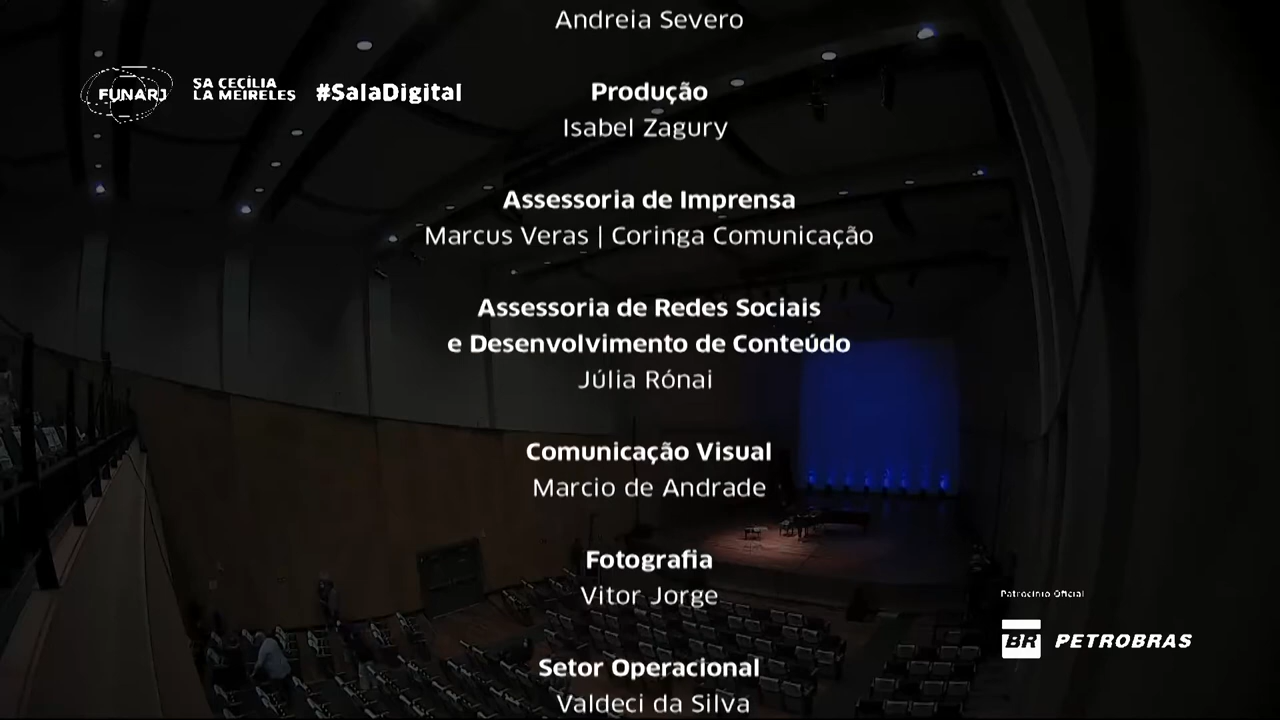 Andreia Severo
FUNARJ
SA CECÍLIA
LA MEIRELES
#SalaDigital
Produção
Isabel Zagury
Assessoria de Imprensa
Marcus Veras | Coringa Comunicação
Assessoria de Redes Sociais
e Desenvolvimento de Conteúdo
Júlia Rónai
Comunicação Visual
Marcio de Andrade
Fotografia
Vitor Jorge
Patrocínio Oficial
BR PETROBRAS
Setor Operacional
Valdeci da Silva